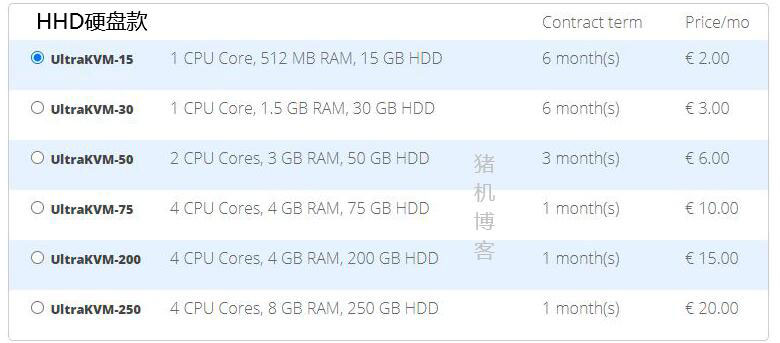 HHD硬盘款 Contract term Price/mo
UltraKVM-15 1 CPU Core, 512 MB RAM, 15 GB HDD 6 month(s) € 2.00
UltraKVM-30 1 CPU Core, 1.5 GB RAM, 30 GB HDD 6 month(s) € 3.00
UltraKVM-50 2 CPU Cores, 3 GB RAM, 50 GB HDD 3 month(s) € 6.00
UltraKVM-75 4 CPU Cores, 4 GB RAM, 75 GB HDD 1 month(s) € 10.00
UltraKVM-200 4 CPU Cores, 4 GB RAM, 200 GB HDD 1 month(s) € 15.00
UltraKVM-250 4 CPU Cores, 8 GB RAM, 250 GB HDD 1 month(s) € 20.00
猪机博客